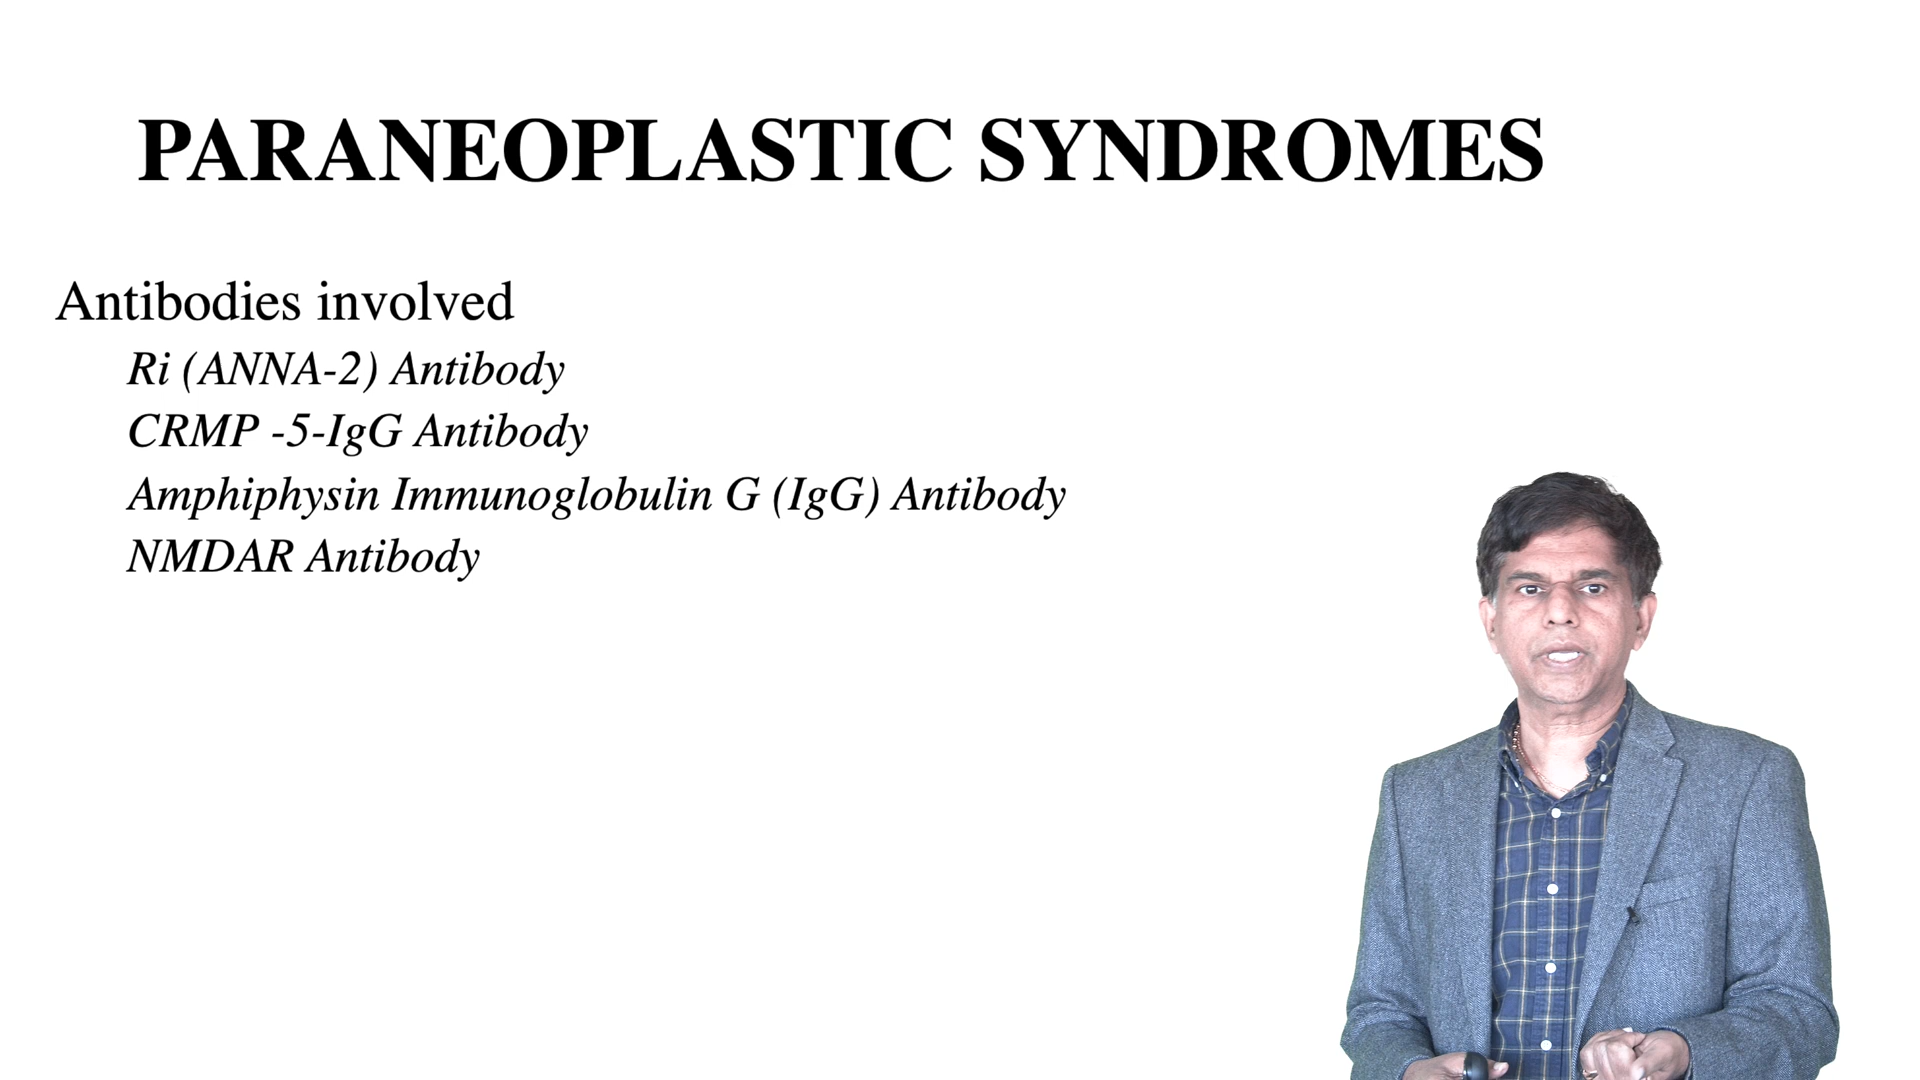 PARANEOPLASTIC SYNDROMES
Antibodies involved
Ri (ANNA-2) Antibody
CRMP -5-IgG Antibody
Amphiphysin Immunoglobulin G (IgG) Antibody
NMDAR Antibody